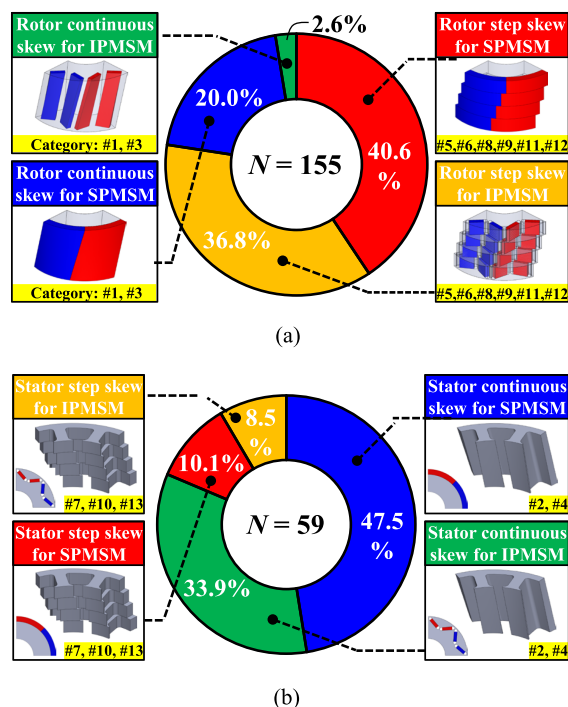 Rotor continuous
skew for IPMSM
Category: #1, #3
2.6%
Rotor step skew
for SPMSM
#5,#6,#8,#9,#11,#12
20.0%
N = 155
40.6
%
Rotor continuous
skew for SPMSM
Category: #1, #3
36.8%
Rotor step skew
for IPMSM
#5,#6,#8,#9,#11,#12
(a)
Stator step skew
for IPMSM
#7, #10, #13
8.5
%
Stator continuous
skew for SPMSM
#2, #4
10.1%
N = 59
47.5
%
Stator step skew
for SPMSM
#7, #10, #13
33.9%
Stator continuous
skew for IPMSM
#2, #4
(b)